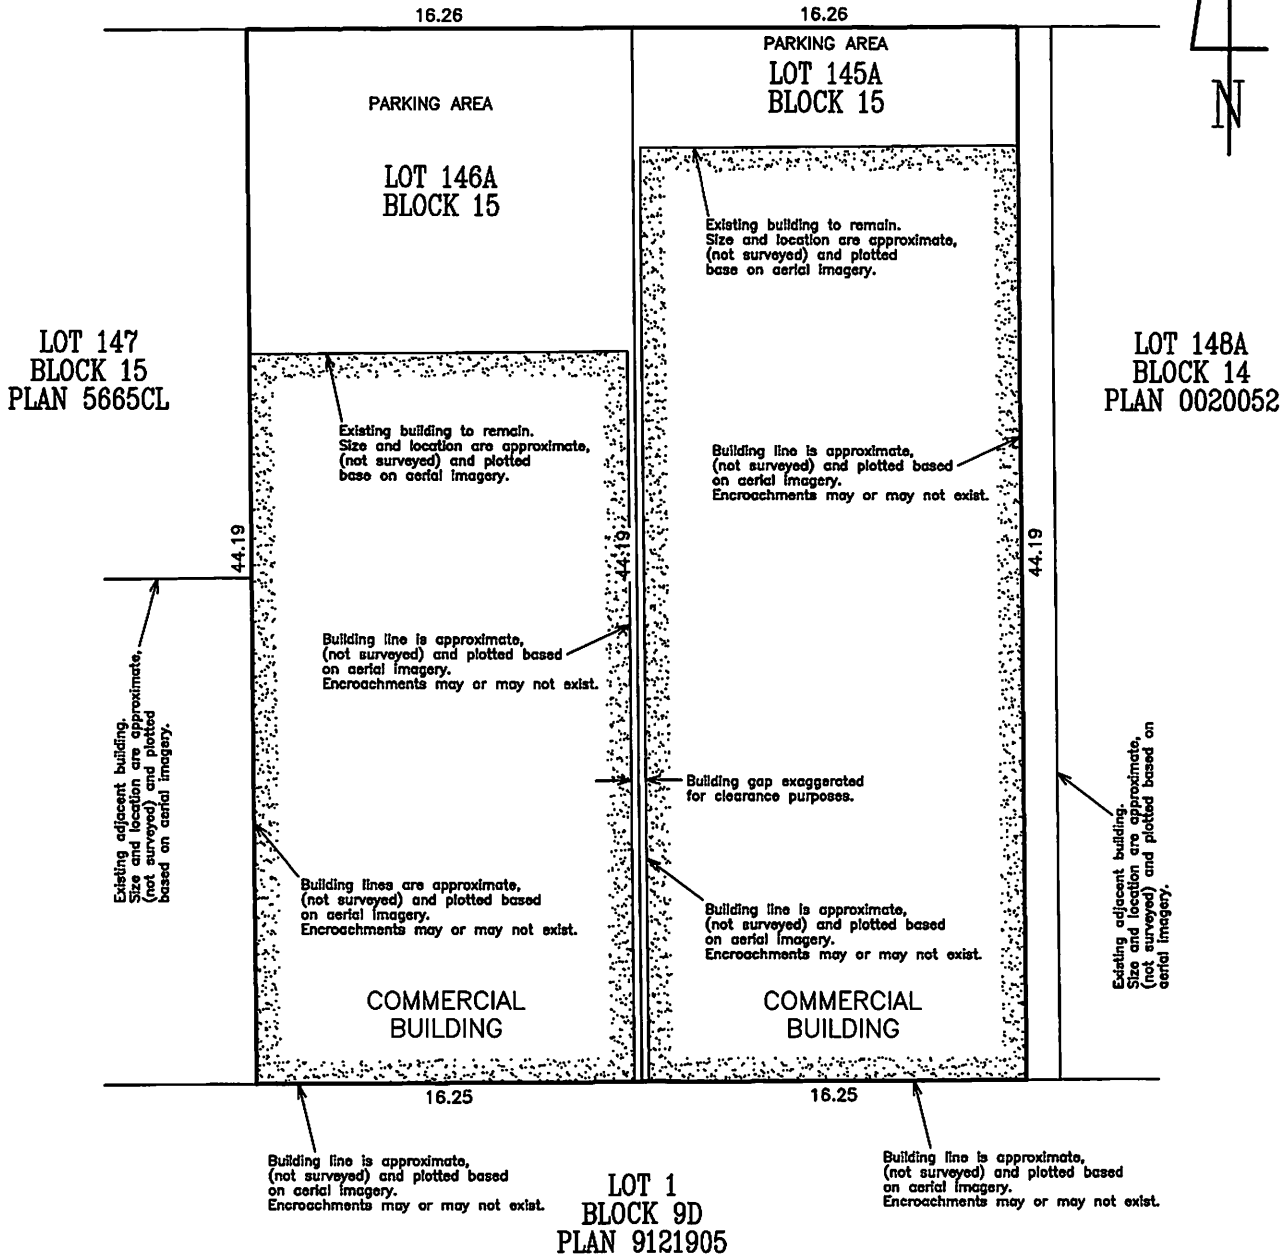 16.26
16.26
N
PARKING AREA
LOT 145A
BLOCK 15
PARKING AREA
LOT 146A
BLOCK 15
Existing building to remain.
Size and location are approximate,
(not surveyed) and plotted
base on aerial imagery.
LOT 147
BLOCK 15
PLAN 5665CL
LOT 148A
BLOCK 14
PLAN 0020052
Existing building to remain.
Size and location are approximate,
(not surveyed) and plotted
base on aerial imagery.
Building line is approximate,
(not surveyed) and plotted based
on aerial imagery.
Encroachments may or may not exist.
44.19
44.19
44.19
Building line is approximate,
(not surveyed) and plotted based
on aerial imagery.
Encroachments may or may not exist.
Existing adjacent building.
Size and location are approximate,
(not surveyed) and plotted
based on aerial imagery.
Building gap exaggerated
for clearance purposes.
Existing adjacent building.
Size and location are approximate,
(not surveyed) and plotted based on
aerial imagery.
Building lines are approximate,
(not surveyed) and plotted based
on aerial imagery.
Encroachments may or may not exist.
Building line is approximate,
(not surveyed) and plotted based
on aerial imagery.
Encroachments may or may not exist.
COMMERCIAL
BUILDING
COMMERCIAL
BUILDING
16.25
16.25
Building line is approximate,
(not surveyed) and plotted based
on aerial imagery.
Encroachments may or may not exist.
Building line is approximate,
(not surveyed) and plotted based
on aerial imagery.
Encroachments may or may not exist.
LOT 1
BLOCK 9D
PLAN 9121905